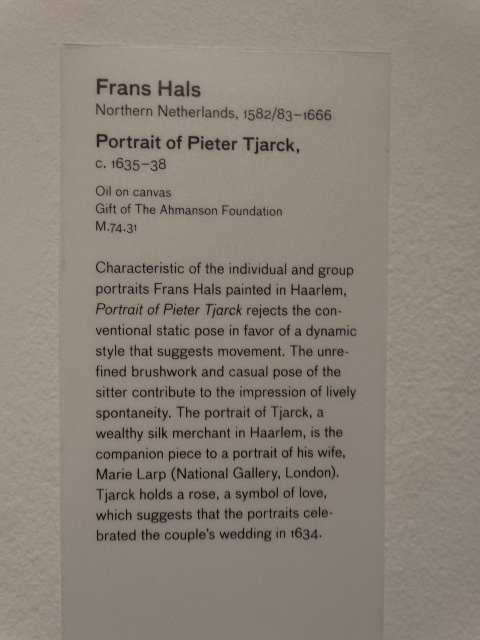 Frans Hals
Northern Netherlands, 1582/83–1666
Portrait of Pieter Tjarck,
c. 1635–38
Oil on canvas
Gift of The Ahmanson Foundation
M.74.31
Characteristic of the individual and group
portraits Frans Hals painted in Haarlem,
Portrait of Pieter Tjarck rejects the con-
ventional static pose in favor of a dynamic
style that suggests movement. The unre-
fined brushwork and casual pose of the
sitter contribute to the impression of lively
spontaneity. The portrait of Tjarck, a
wealthy silk merchant in Haarlem, is the
companion piece to a portrait of his wife,
Marie Larp (National Gallery, London).
Tjarck holds a rose, a symbol of love,
which suggests that the portraits cele-
brated the couple's wedding in 1634.